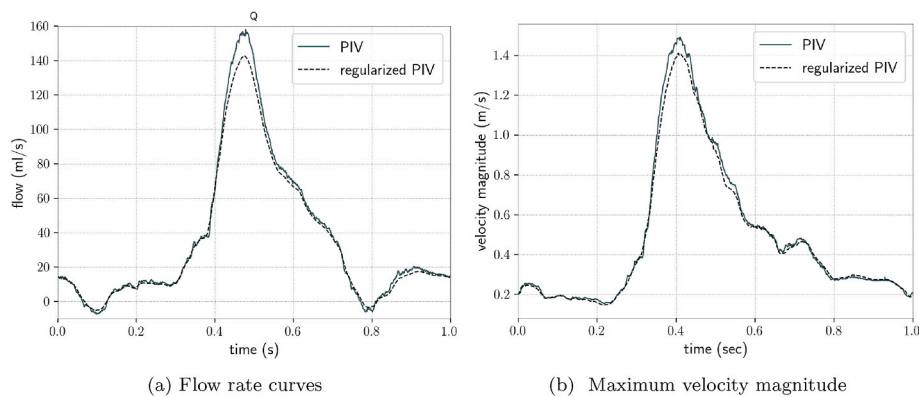 Q
160
140
120
100
80
60
40
20
0
flow (ml/s)
PIV
regularized PIV
0.0 0.2 0.4 0.6 0.8 1.0
time (s)
(a) Flow rate curves
1.4
1.2
1.0
0.8
0.6
0.4
0.2
velocity magnitude (m/s)
PIV
regularized PIV
0.0 0.2 0.4 0.6 0.8 1.0
time (sec)
(b) Maximum velocity magnitude